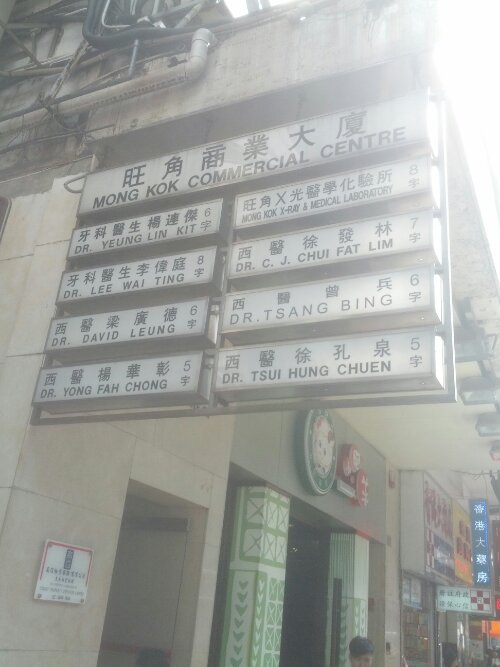 旺角商業大廈
MONG KOK COMMERCIAL CENTRE
牙科醫生楊連傑 6字
DR. YEUNG LIN KIT
牙科醫生李偉庭 8字
DR. LEE WAI TING
西醫梁廣德 6字
DR. DAVID LEUNG
西醫楊華彰 5字
DR. YONG FAH CHONG
旺角X光醫學化驗所 8字
MONG KOK X-RAY & MEDICAL LABORATORY
西醫徐發林 7字
DR. C. J. CHUI FAT LIM
西醫曾兵 6字
DR. TSANG BING
西醫徐孔泉 5字
DR. TSUI HUNG CHUEN
香港大藥房